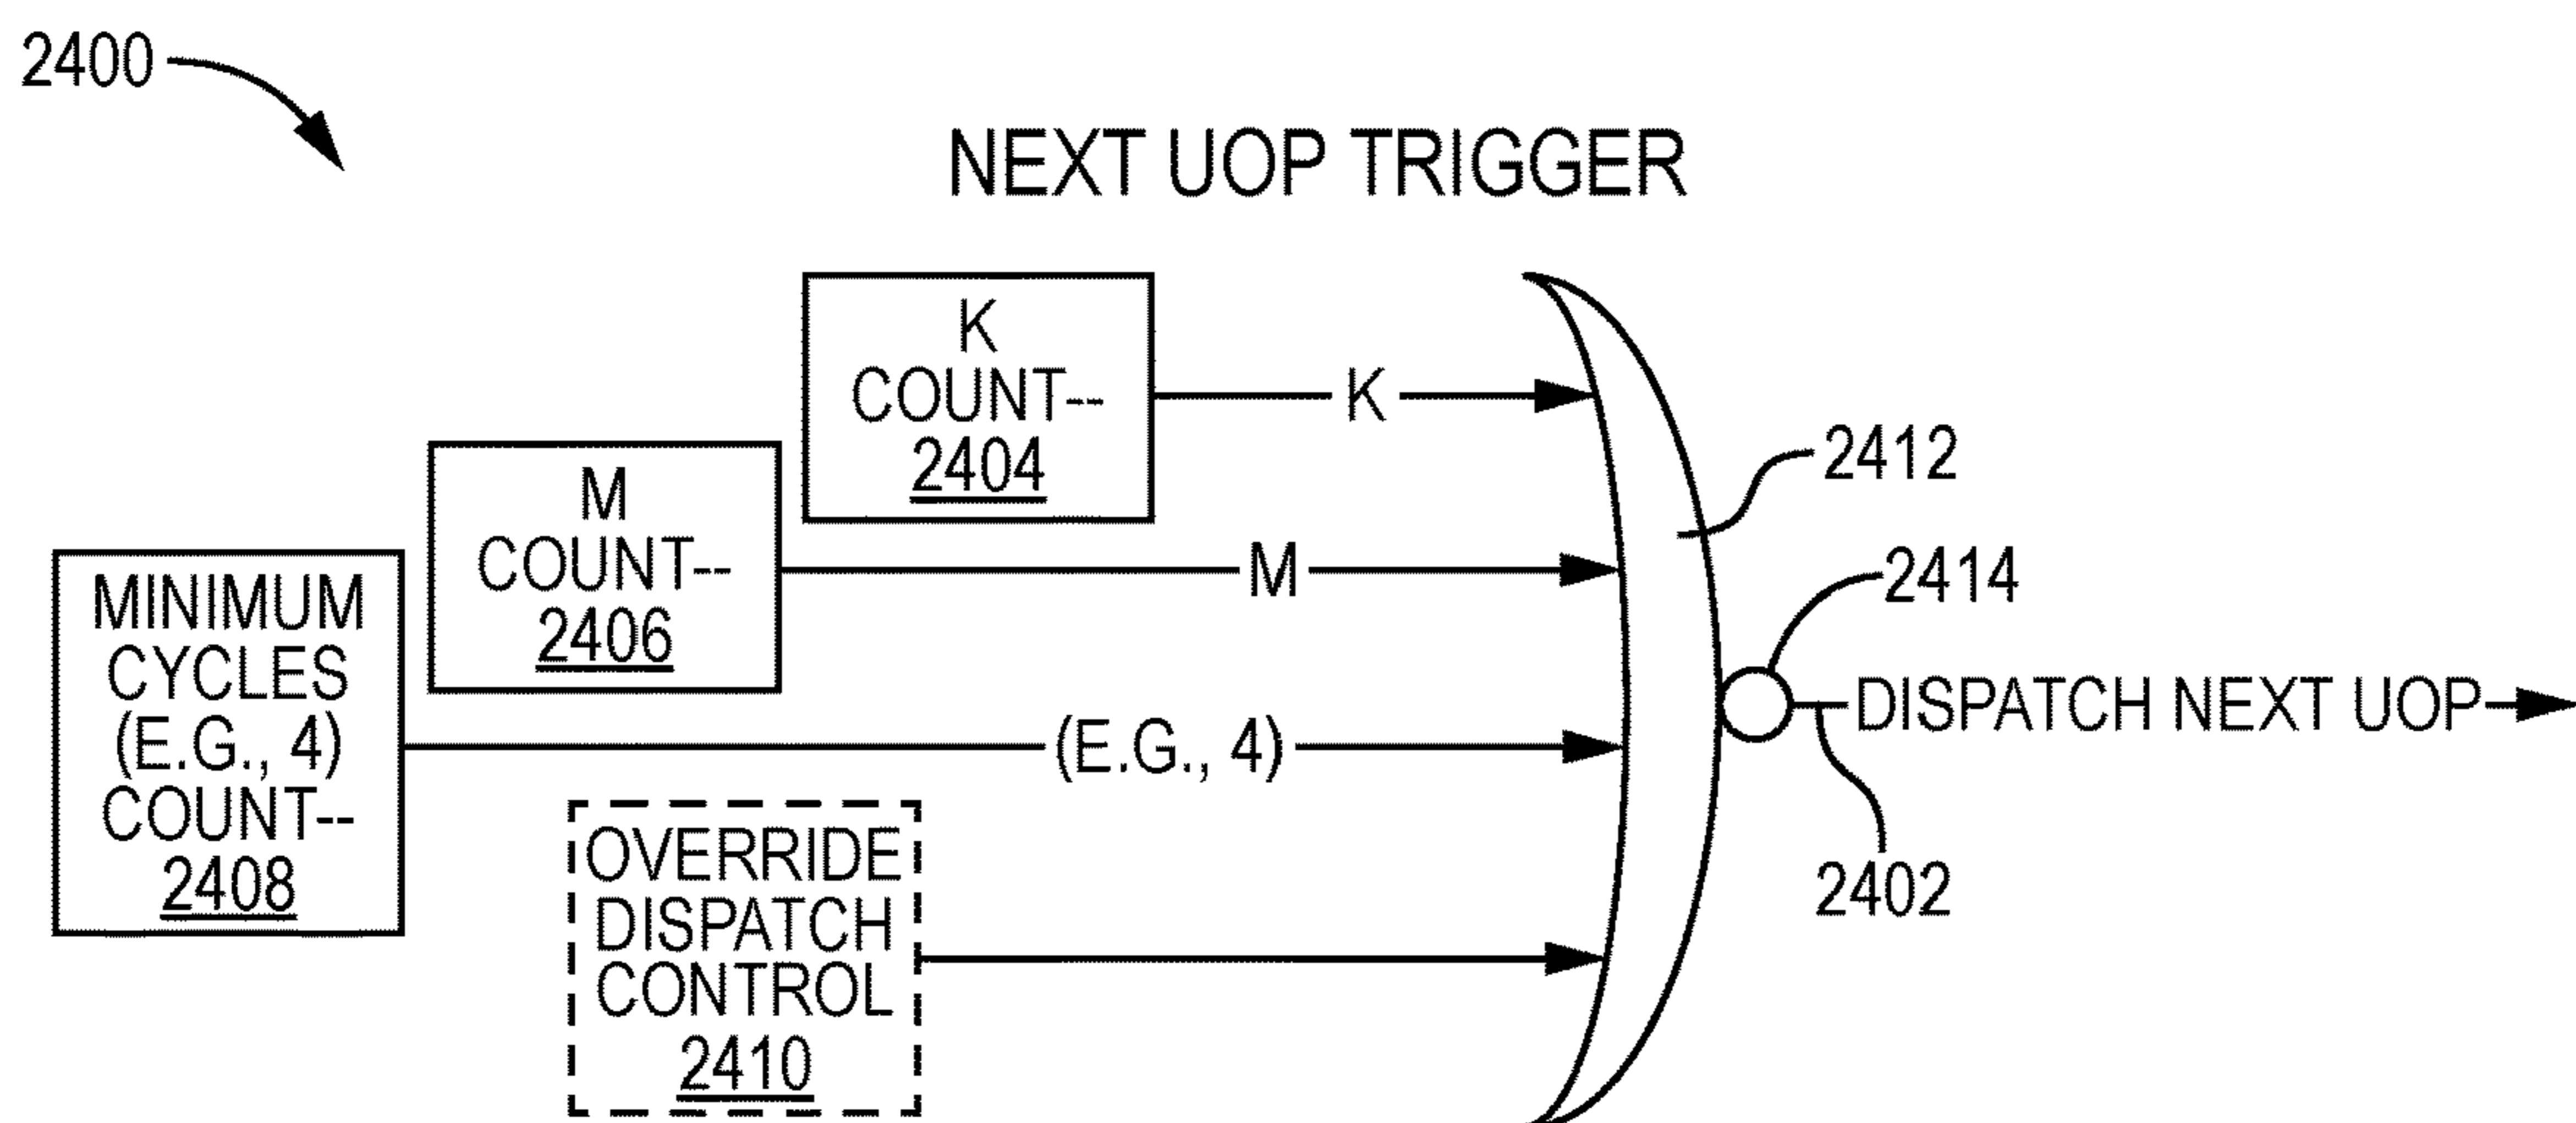 2400
NEXT UOP TRIGGER
K
COUNT--
2404
K
2412
M
COUNT--
2406
M
2414
MINIMUM
CYCLES
(E.G., 4)
COUNT--
2408
(E.G., 4)
DISPATCH NEXT UOP
2402
OVERRIDE
DISPATCH
CONTROL
2410